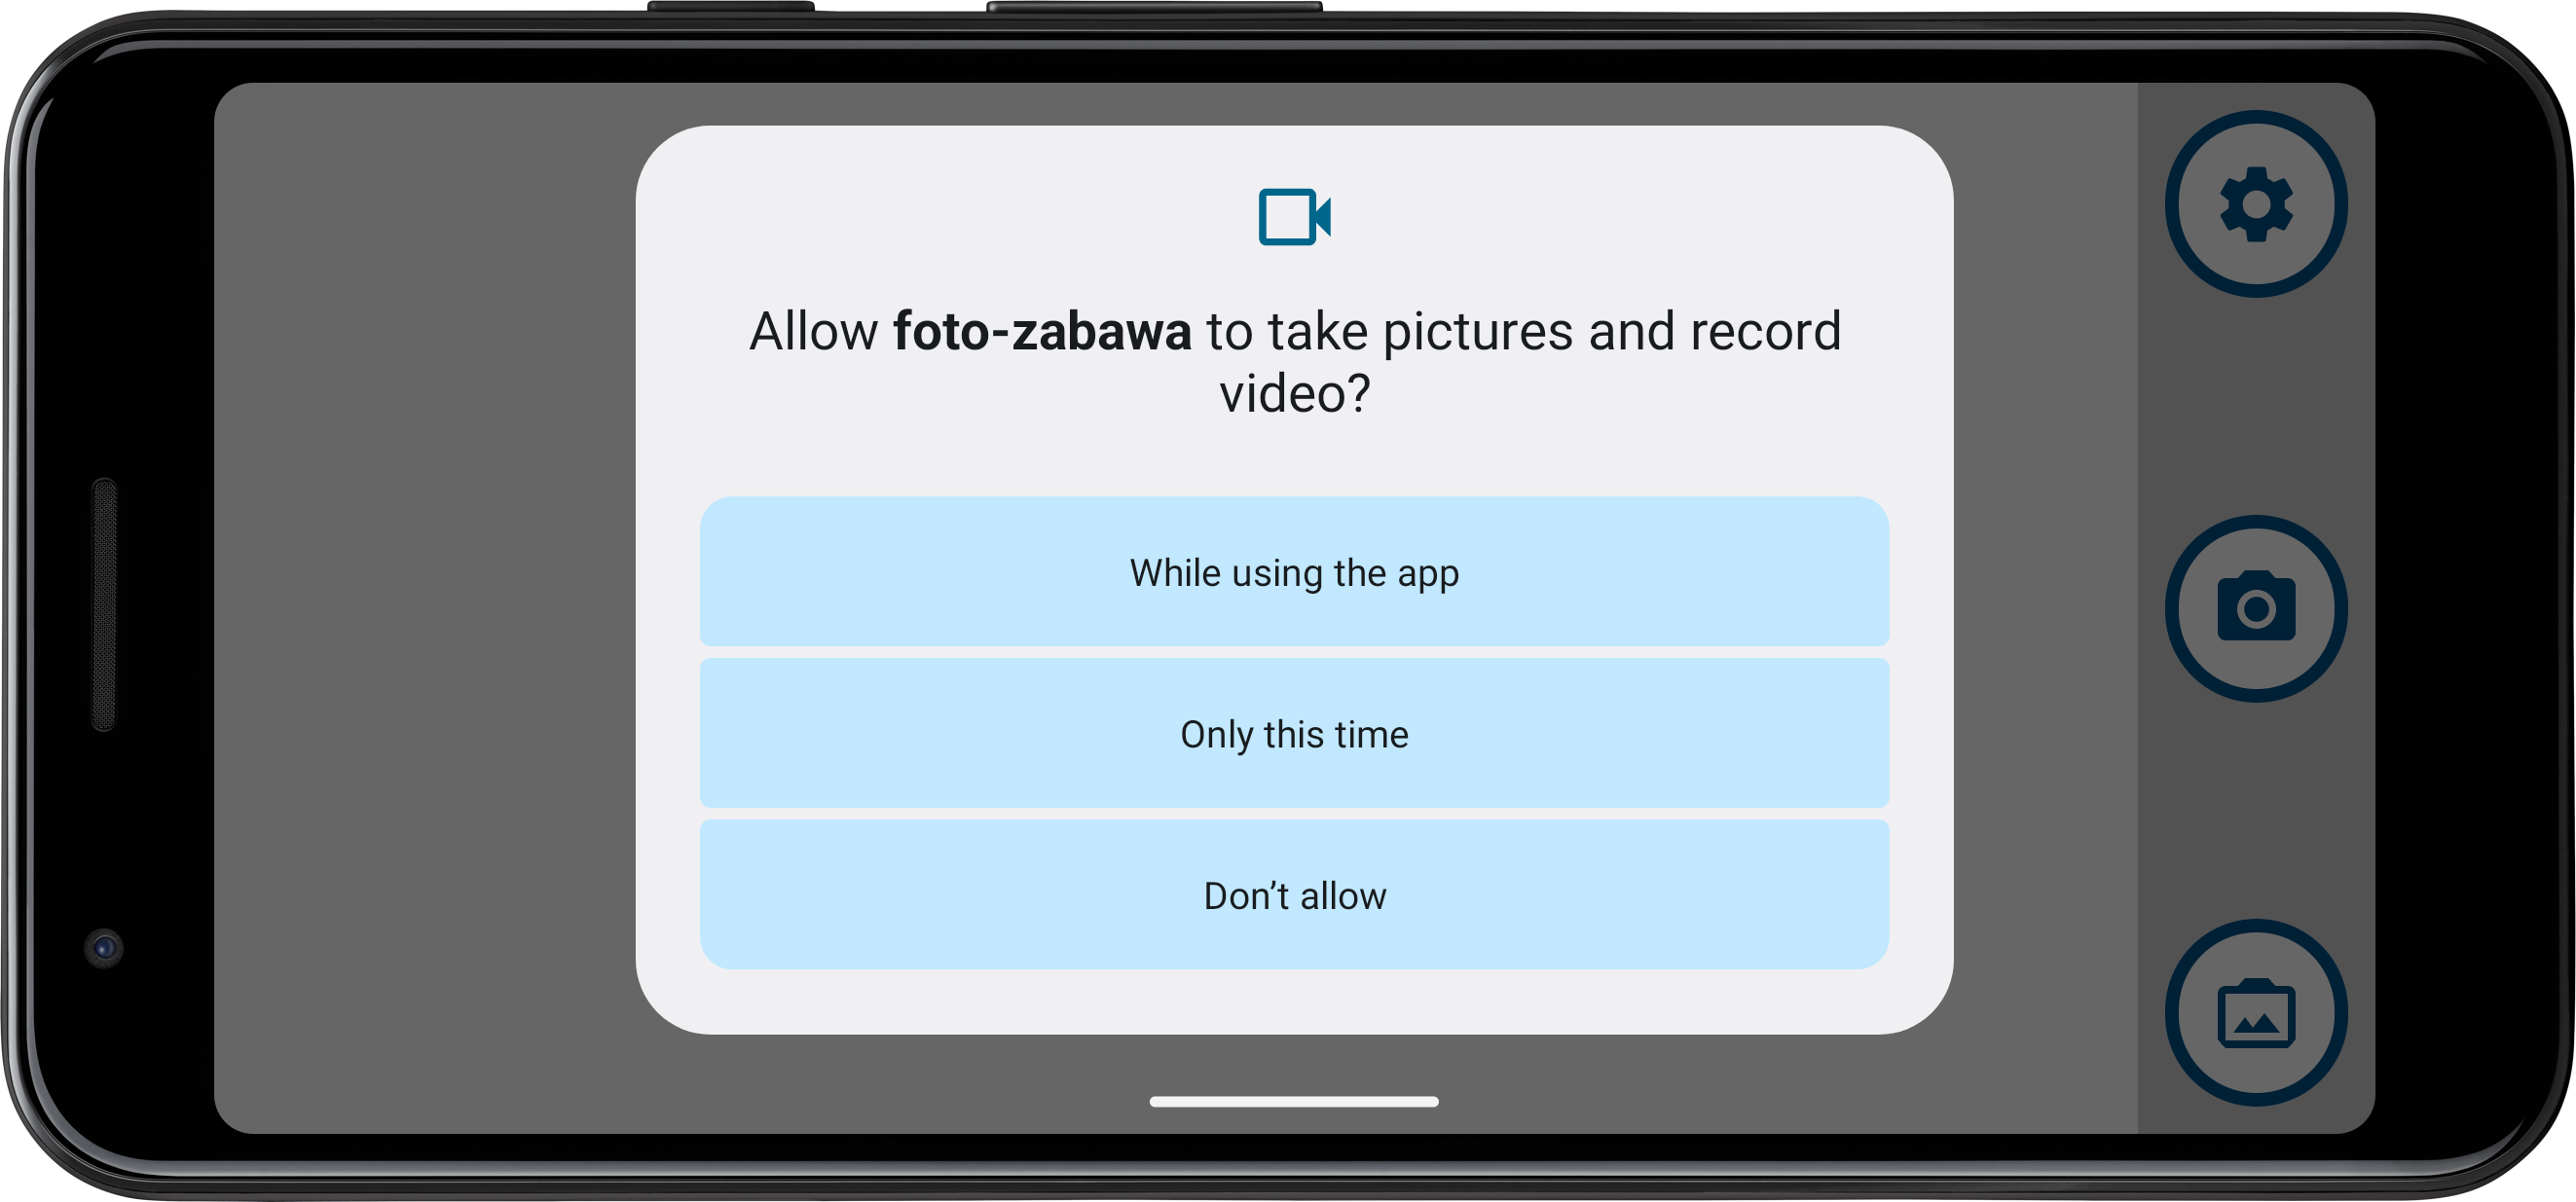 Allow foto-zabawa to take pictures and record
video?
While using the app
Only this time
Don’t allow